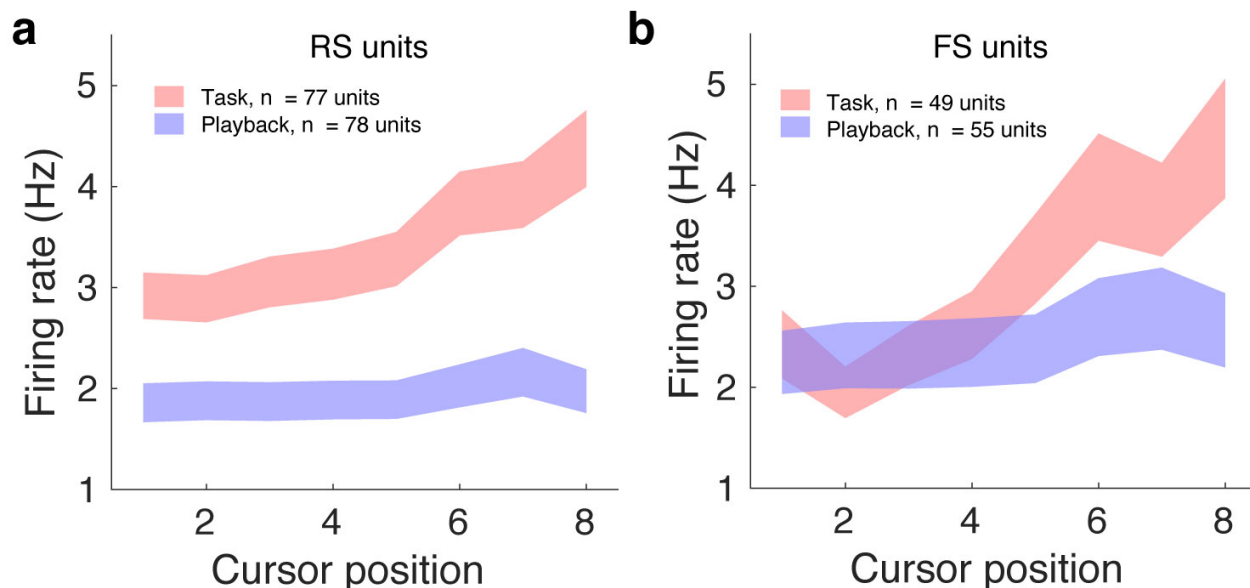 a
RS units
Task, n = 77 units
Playback, n = 78 units
Firing rate (Hz)
5
4
3
2
1
2 4 6 8
Cursor position
b
FS units
Task, n = 49 units
Playback, n = 55 units
Firing rate (Hz)
5
4
3
2
1
2 4 6 8
Cursor position